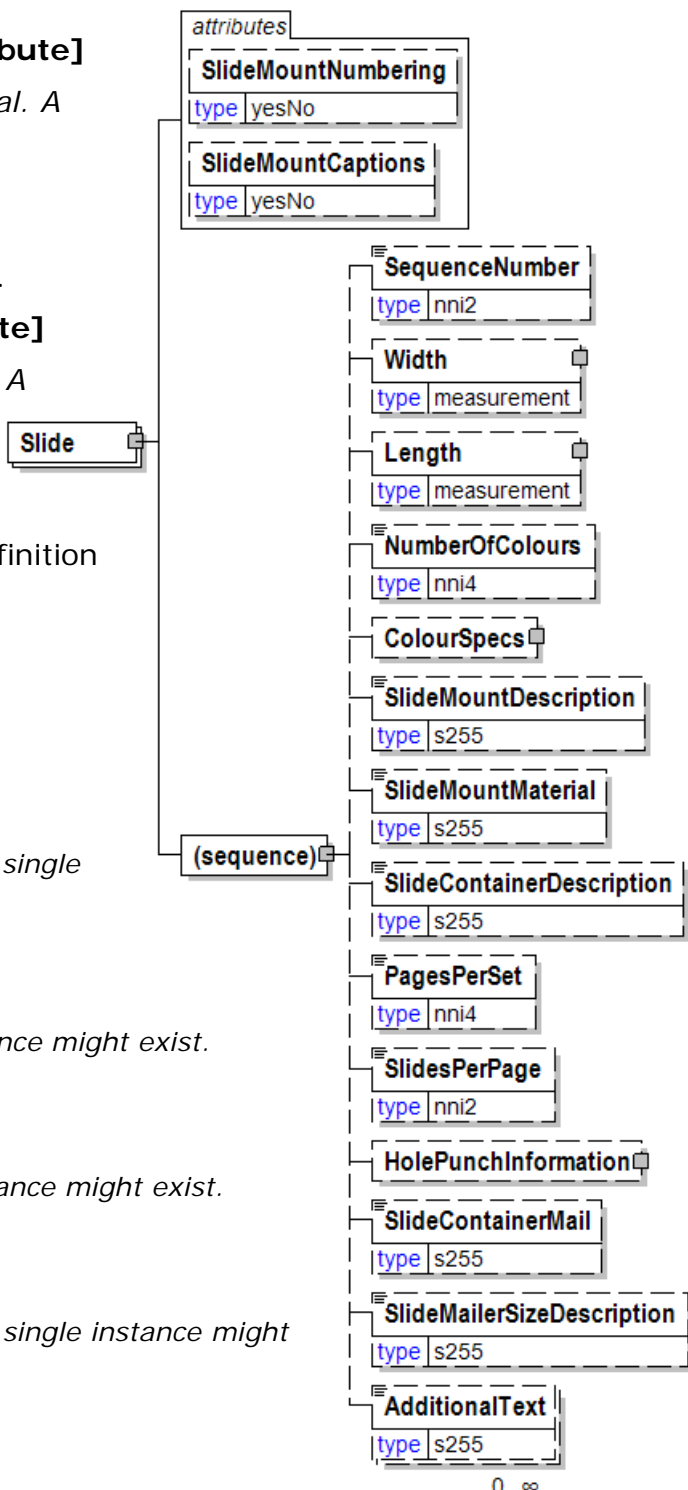 bute]
al. A
.
te]
A
finition
single
nce might exist.
ance might exist.
single instance might
Slide
attributes
SlideMountNumbering
type yesNo
SlideMountCaptions
type yesNo
(sequence)
SequenceNumber
type nni2
Width
type measurement
Length
type measurement
NumberOfColours
type nni4
ColourSpecs
SlideMountDescription
type s255
SlideMountMaterial
type s255
SlideContainerDescription
type s255
PagesPerSet
type nni4
SlidesPerPage
type nni2
HolePunchInformation
SlideContainerMail
type s255
SlideMailerSizeDescription
type s255
AdditionalText
type s255
0..∞